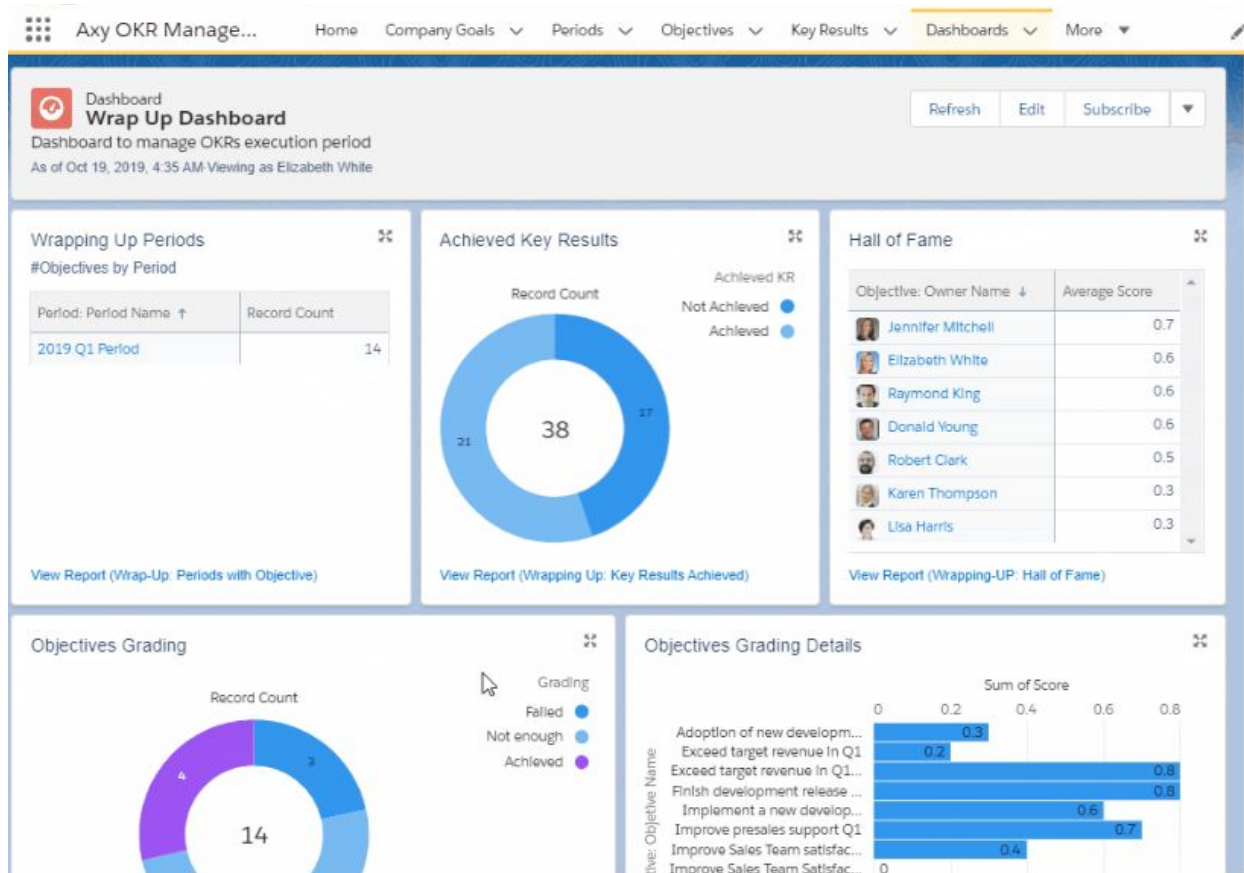 Axy OKR Manage...
Home
Company Goals
Periods
Objectives
Key Results
Dashboards
More
Dashboard
Wrap Up Dashboard
Dashboard to manage OKRs execution period
As of Oct 19, 2019, 4:35 AM·Viewing as Elizabeth White
Refresh
Edit
Subscribe
Wrapping Up Periods
#Objectives by Period
Period: Period Name ↑
Record Count
2019 Q1 Period
14
View Report (Wrap-Up: Periods with Objective)
Achieved Key Results
Record Count
Achieved KR
Not Achieved
Achieved
17
21
38
View Report (Wrapping Up: Key Results Achieved)
Hall of Fame
Objective: Owner Name ↓
Average Score
Jennifer Mitchell 0.7
Elizabeth White 0.6
Raymond King 0.6
Donald Young 0.6
Robert Clark 0.5
Karen Thompson 0.3
Lisa Harris 0.3
View Report (Wrapping-UP: Hall of Fame)
Objectives Grading
Record Count
Grading
Failed
Not enough
Achieved
4
3
14
Objectives Grading Details
Sum of Score
0 0.2 0.4 0.6 0.8
Adoption of new developm... 0.3
Exceed target revenue in Q1 0.2
Exceed target revenue in Q1... 0.8
Finish development release ... 0.8
Implement a new develop... 0.6
Improve presales support Q1 0.7
Improve Sales Team satisfac... 0.4
Improve Sales Team Satisfac... 0
tive: Objetive Name